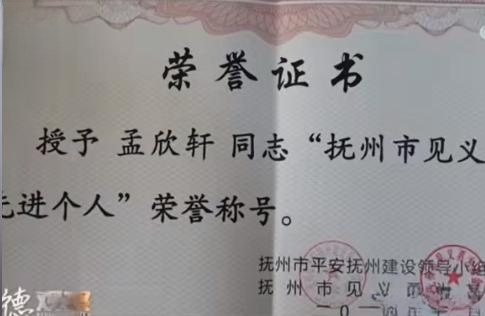 荣誉证书
授予 孟欣轩 同志“抚州市见义
先进个人”荣誉称号。
抚州市平安抚州建设领导小组
抚州市见义
德